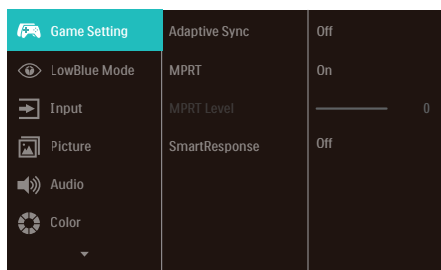 Game Setting Adaptive Sync Off
LowBlue Mode MPRT On
Input MPRT Level 0
Picture SmartResponse Off
Audio
Color